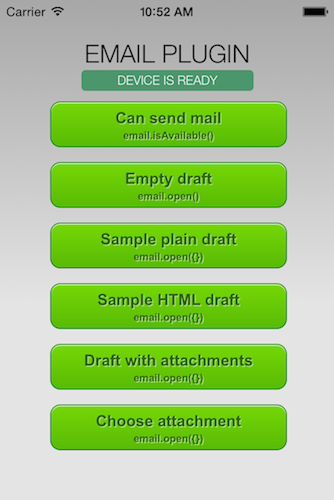 Carrier 10:52 AM
EMAIL PLUGIN
DEVICE IS READY
Can send mail
email.isAvailable()
Empty draft
email.open()
Sample plain draft
email.open({})
Sample HTML draft
email.open({})
Draft with attachments
email.open({})
Choose attachment
email.open({})